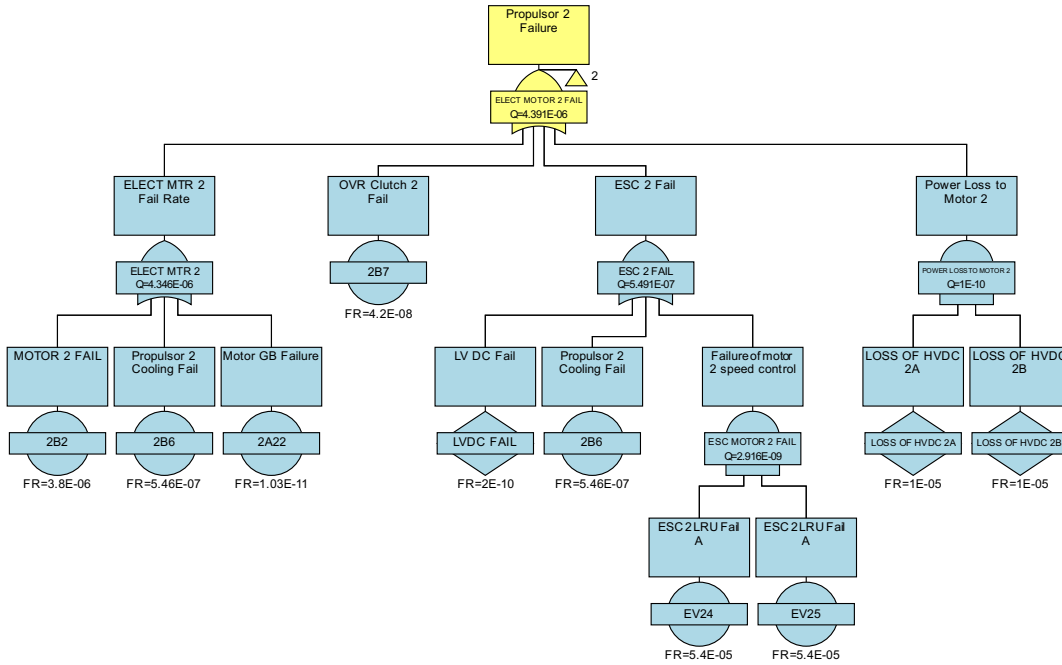 Propulsor 2
Failure
2
ELECT MOTOR 2 FAIL
Q=4.391E-06
ELECT MTR 2
Fail Rate
OVR Clutch 2
Fail
ESC 2 Fail
Power Loss to
Motor 2
ELECT MTR 2
Q=4.346E-06
2B7
FR=4.2E-08
ESC 2 FAIL
Q=5.491E-07
POWER LOSS TO MOTOR 2
Q=1E-10
MOTOR 2 FAIL
Propulsor 2
Cooling Fail
Motor GB Failure
LV DC Fail
Propulsor 2
Cooling Fail
Failure of motor
2 speed control
LOSS OF HVDC
2A
LOSS OF HVDC
2B
2B2
FR=3.8E-06
2B6
FR=5.46E-07
2A22
FR=1.03E-11
LVDC FAIL
FR=2E-10
2B6
FR=5.46E-07
ESC MOTOR 2 FAIL
Q=2.916E-09
LOSS OF HVDC 2A
FR=1E-05
LOSS OF HVDC 2B
FR=1E-05
ESC 2 LRU Fail
A
ESC 2 LRU Fail
A
EV24
FR=5.4E-05
EV25
FR=5.4E-05